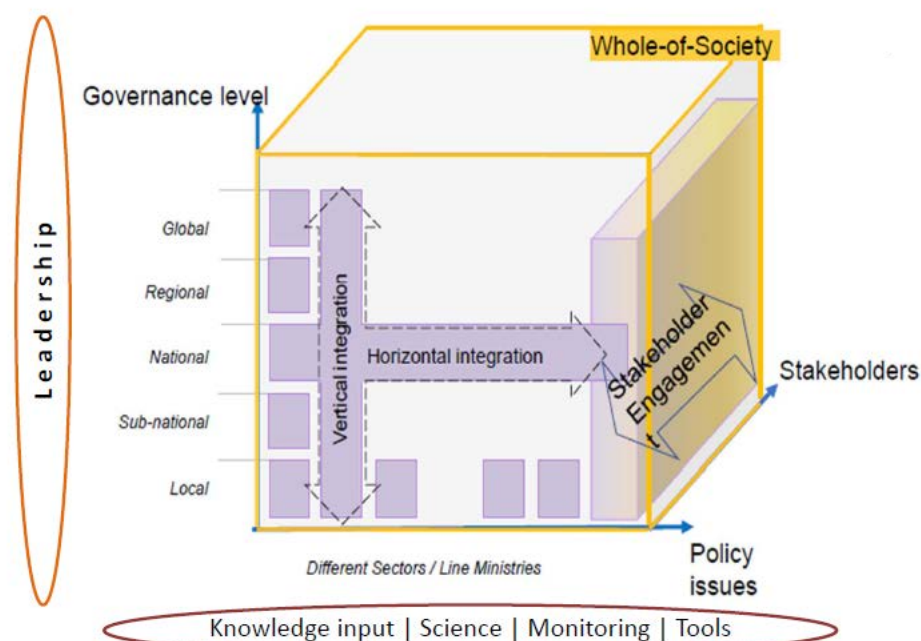 Whole-of-Society
Governance level
Leadership
Global
Regional
National
Sub-national
Local
Vertical integration
Horizontal integration
Stakeholder
Engagemen
t
Stakeholders
Policy
issues
Different Sectors / Line Ministries
Knowledge input | Science | Monitoring | Tools